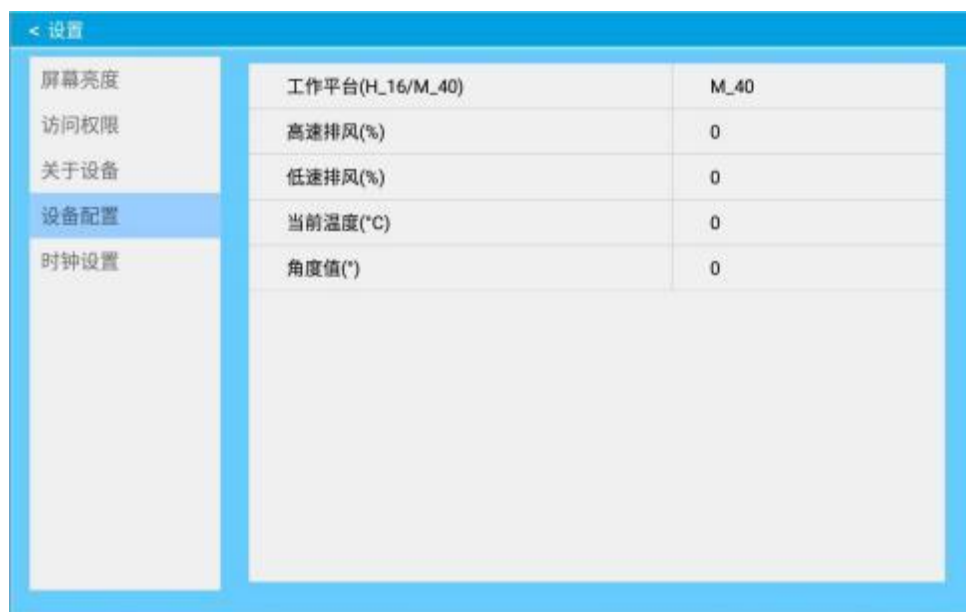 < 设置
屏幕亮度
访问权限
关于设备
设备配置
时钟设置
工作平台(H_16/M_40) M_40
高速排风(%) 0
低速排风(%) 0
当前温度(°C) 0
角度值(°) 0